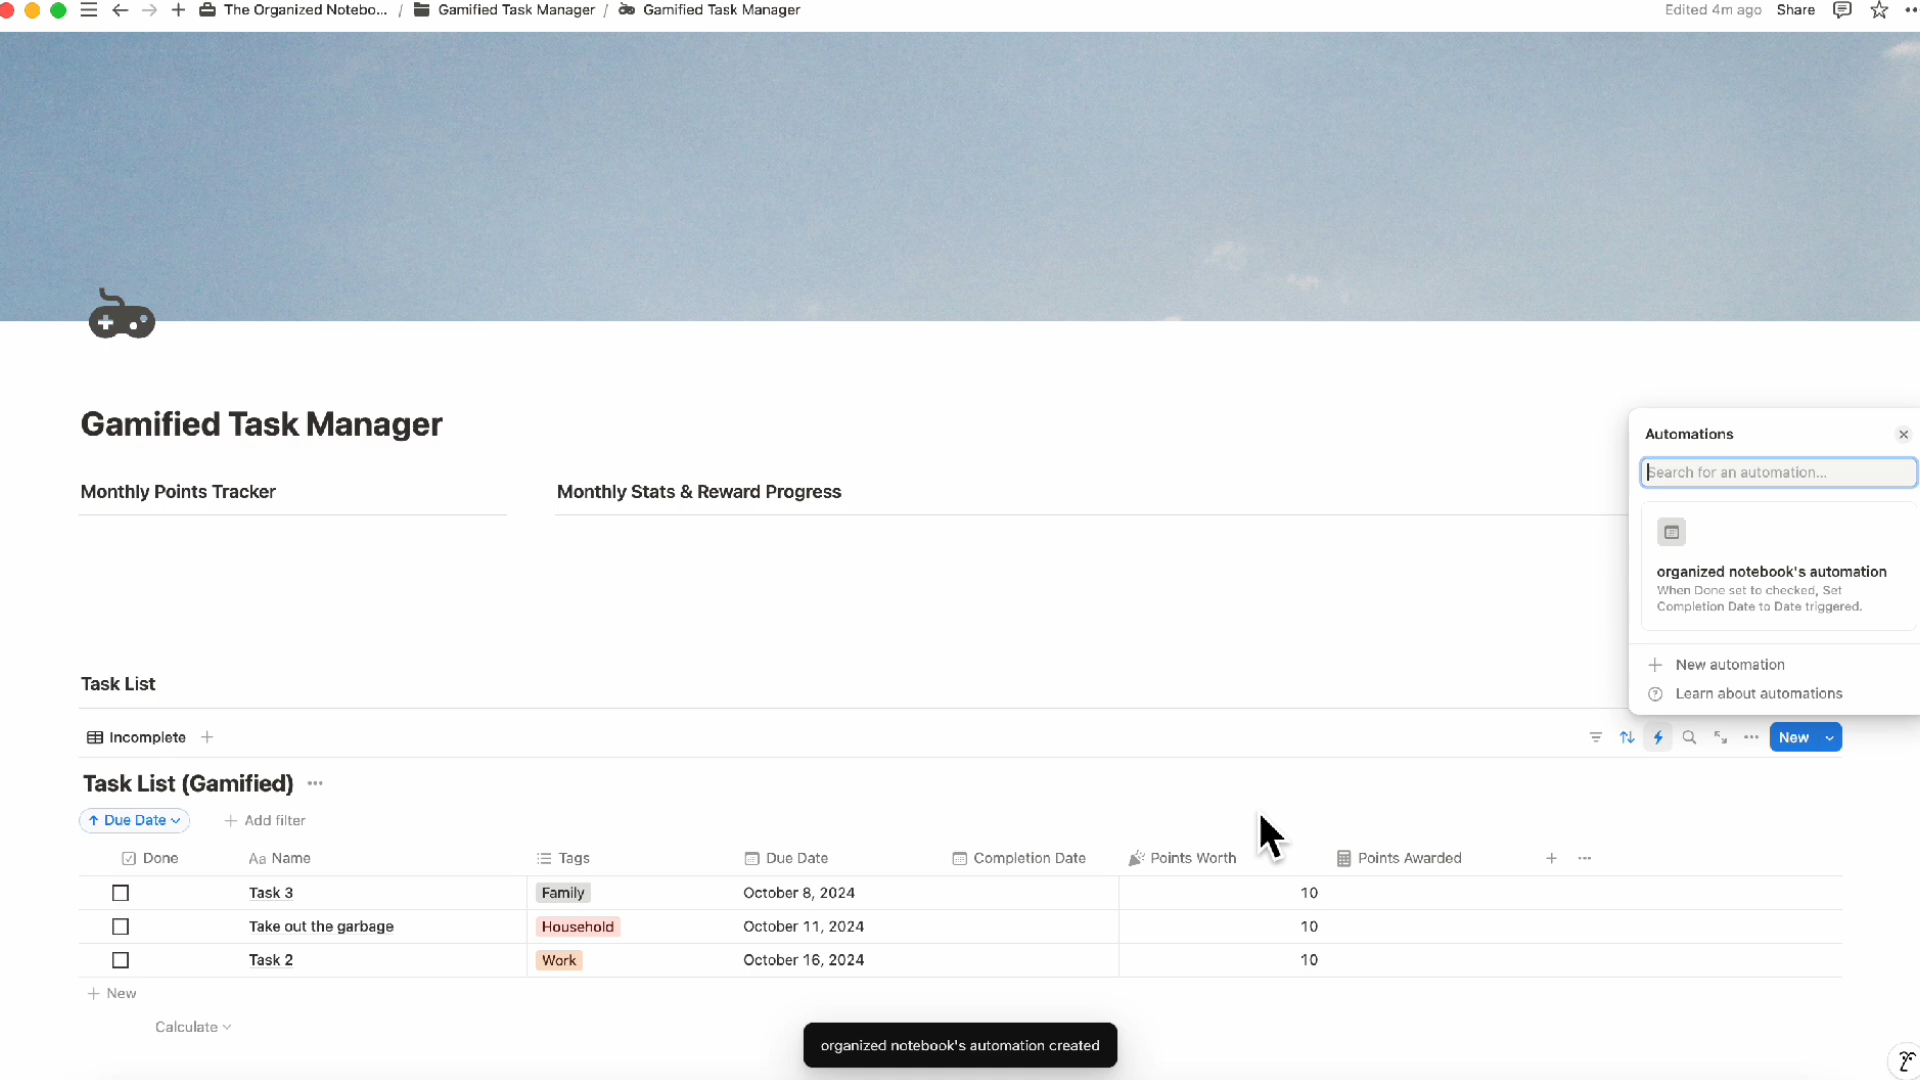 The Organized Notebo... / Gamified Task Manager / Gamified Task Manager
Edited 4m ago Share
Gamified Task Manager
Monthly Points Tracker
Monthly Stats & Reward Progress
Automations
Search for an automation...
organized notebook's automation
When Done set to checked, Set
Completion Date to Date triggered.
New automation
Learn about automations
Task List
Incomplete
New
Task List (Gamified)
Due Date
Add filter
Done Aa Name Tags Due Date Completion Date Points Worth Points Awarded
Task 3 Family October 8, 2024 10
Take out the garbage Household October 11, 2024 10
Task 2 Work October 16, 2024 10
New
Calculate
organized notebook's automation created